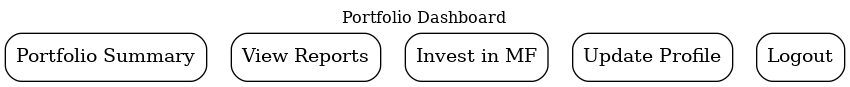 Portfolio Dashboard
Portfolio Summary
View Reports
Invest in MF
Update Profile
Logout